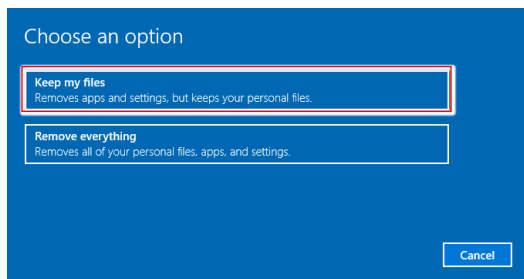 Choose an option
Keep my files
Removes apps and settings, but keeps your personal files.
Remove everything
Removes all of your personal files, apps, and settings.
Cancel